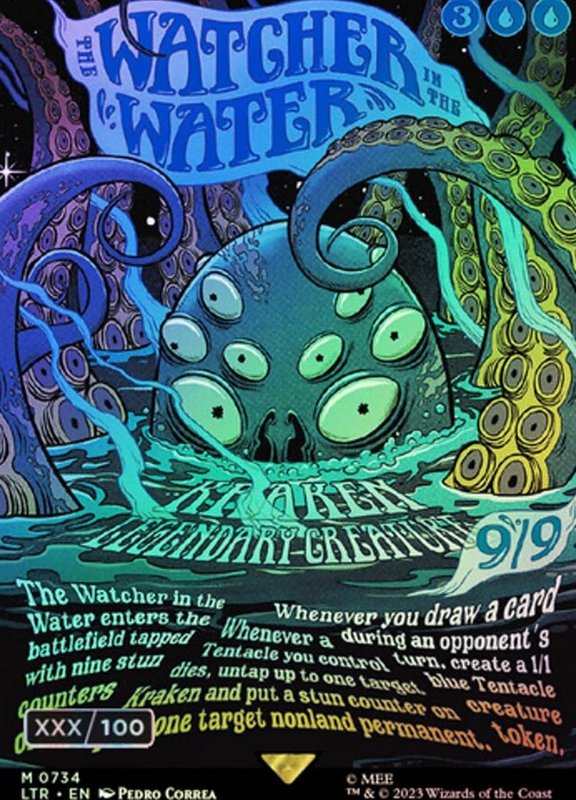 THE WATCHER IN THE WATER
3
KRAKEN
LEGENDARY CREATURE
9/9
The Watcher in the
Water enters the
battlefield tapped
with nine stun
counters
Whenever you draw a card
during an opponent's
turn, create a 1/1
blue Tentacle
creature
token.
Whenever a
Tentacle you control
dies, untap up to one target
Kraken and put a stun counter on
one target nonland permanent.
XXX/100
M 0734
LTR • EN PEDRO CORREA
© MEE
TM & © 2023 Wizards of the Coast